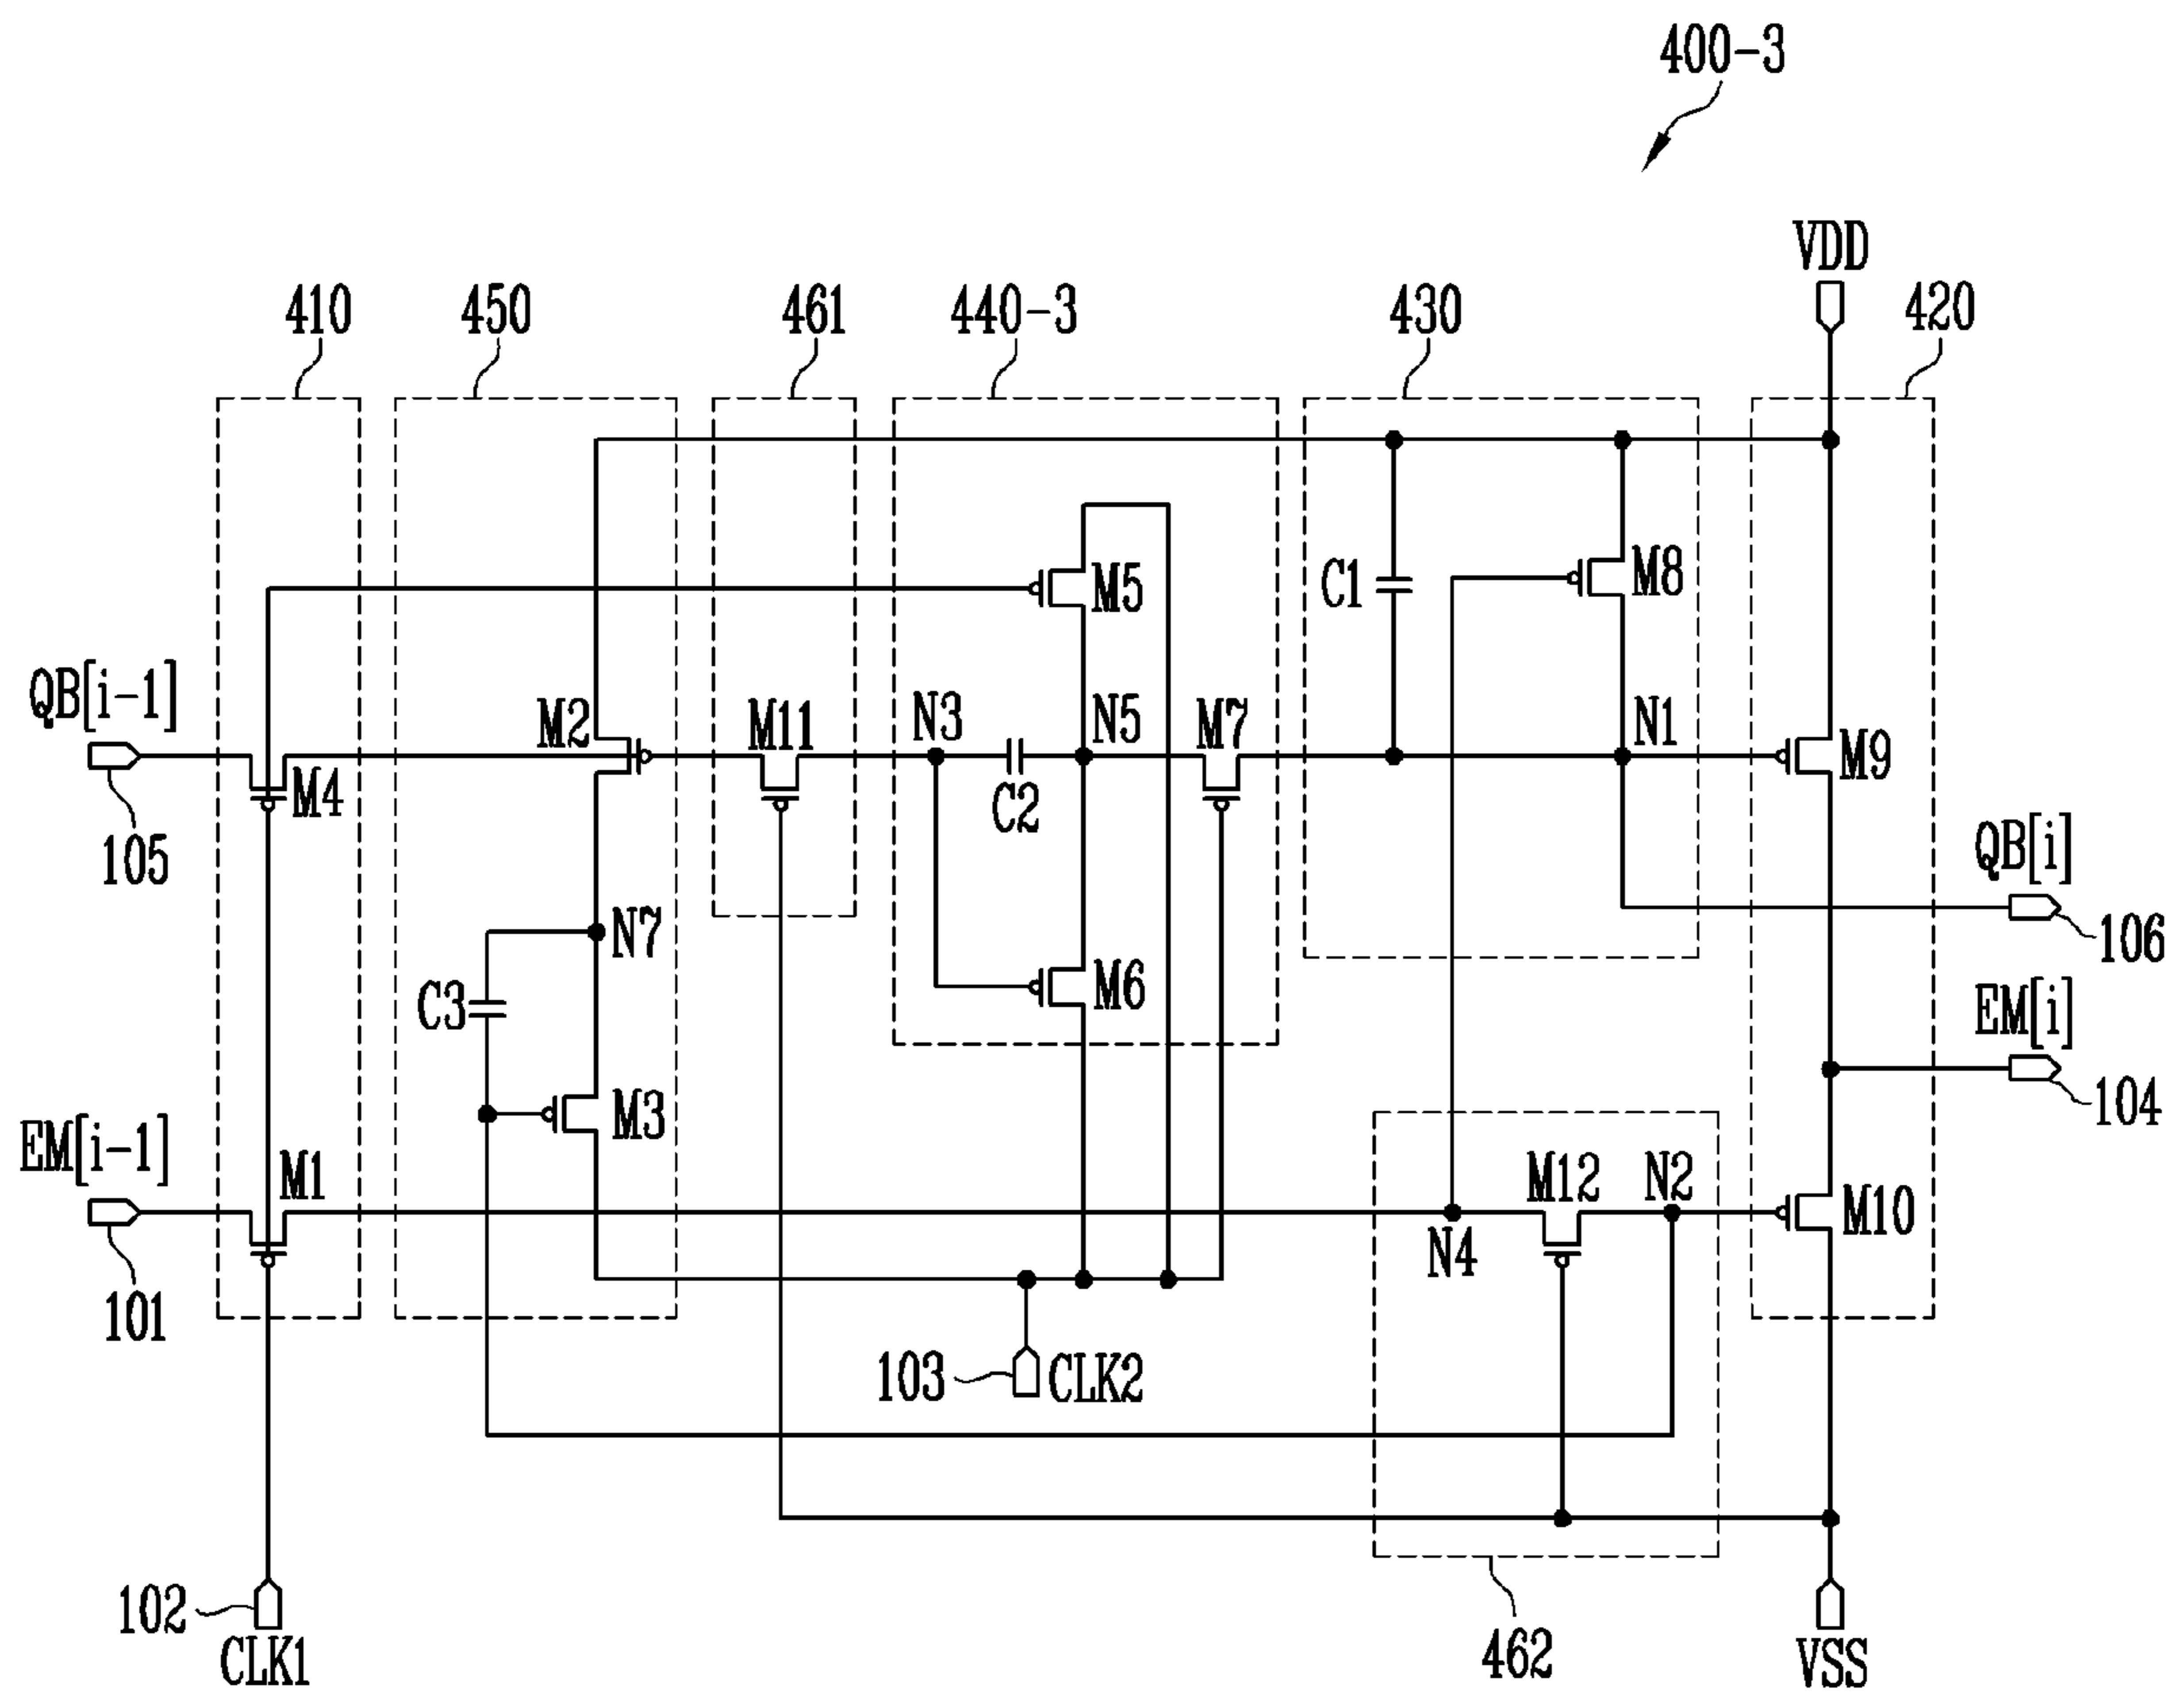 400-3
VDD
410
450
461
440-3
430
420
M5
C1
M8
QB[i-1]
M2
M11
N3
N5
M7
N1
M9
M4
C2
105
QB[i]
N7
106
C3
M6
EM[i]
M3
104
EM[i-1]
M1
M12
N2
M10
N4
101
103
CLK2
102
CLK1
462
VSS